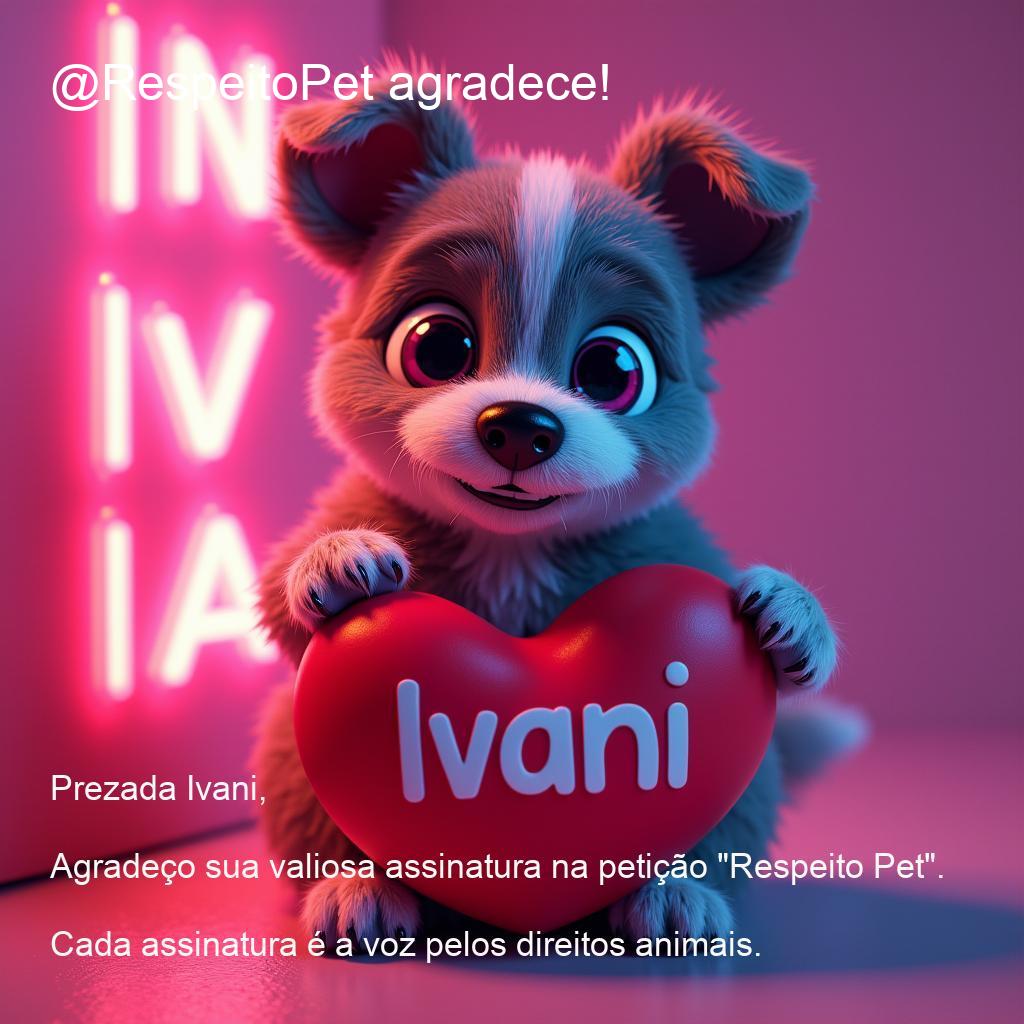 @RespeitoPet agradece!
IN
IV
IA
Ivani
Prezada Ivani,
Agradeço sua valiosa assinatura na petição "Respeito Pet".
Cada assinatura é a voz pelos direitos animais.